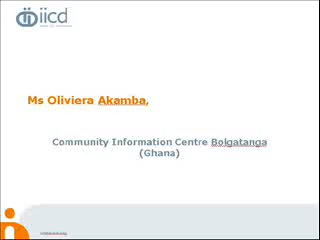 iicd
Ms Oliviera Akamba,
Community Information Centre Bolgatanga
(Ghana)